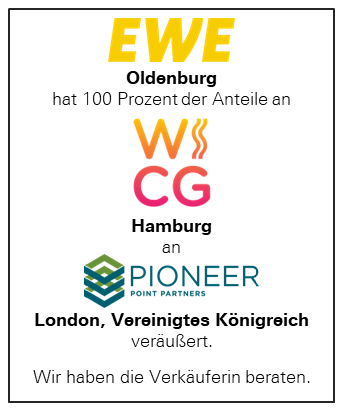 EWE
Oldenburg
hat 100 Prozent der Anteile an
W
CG
Hamburg
an
PIONEER
POINT PARTNERS
London, Vereinigtes Königreich
veräußert.
Wir haben die Verkäuferin beraten.